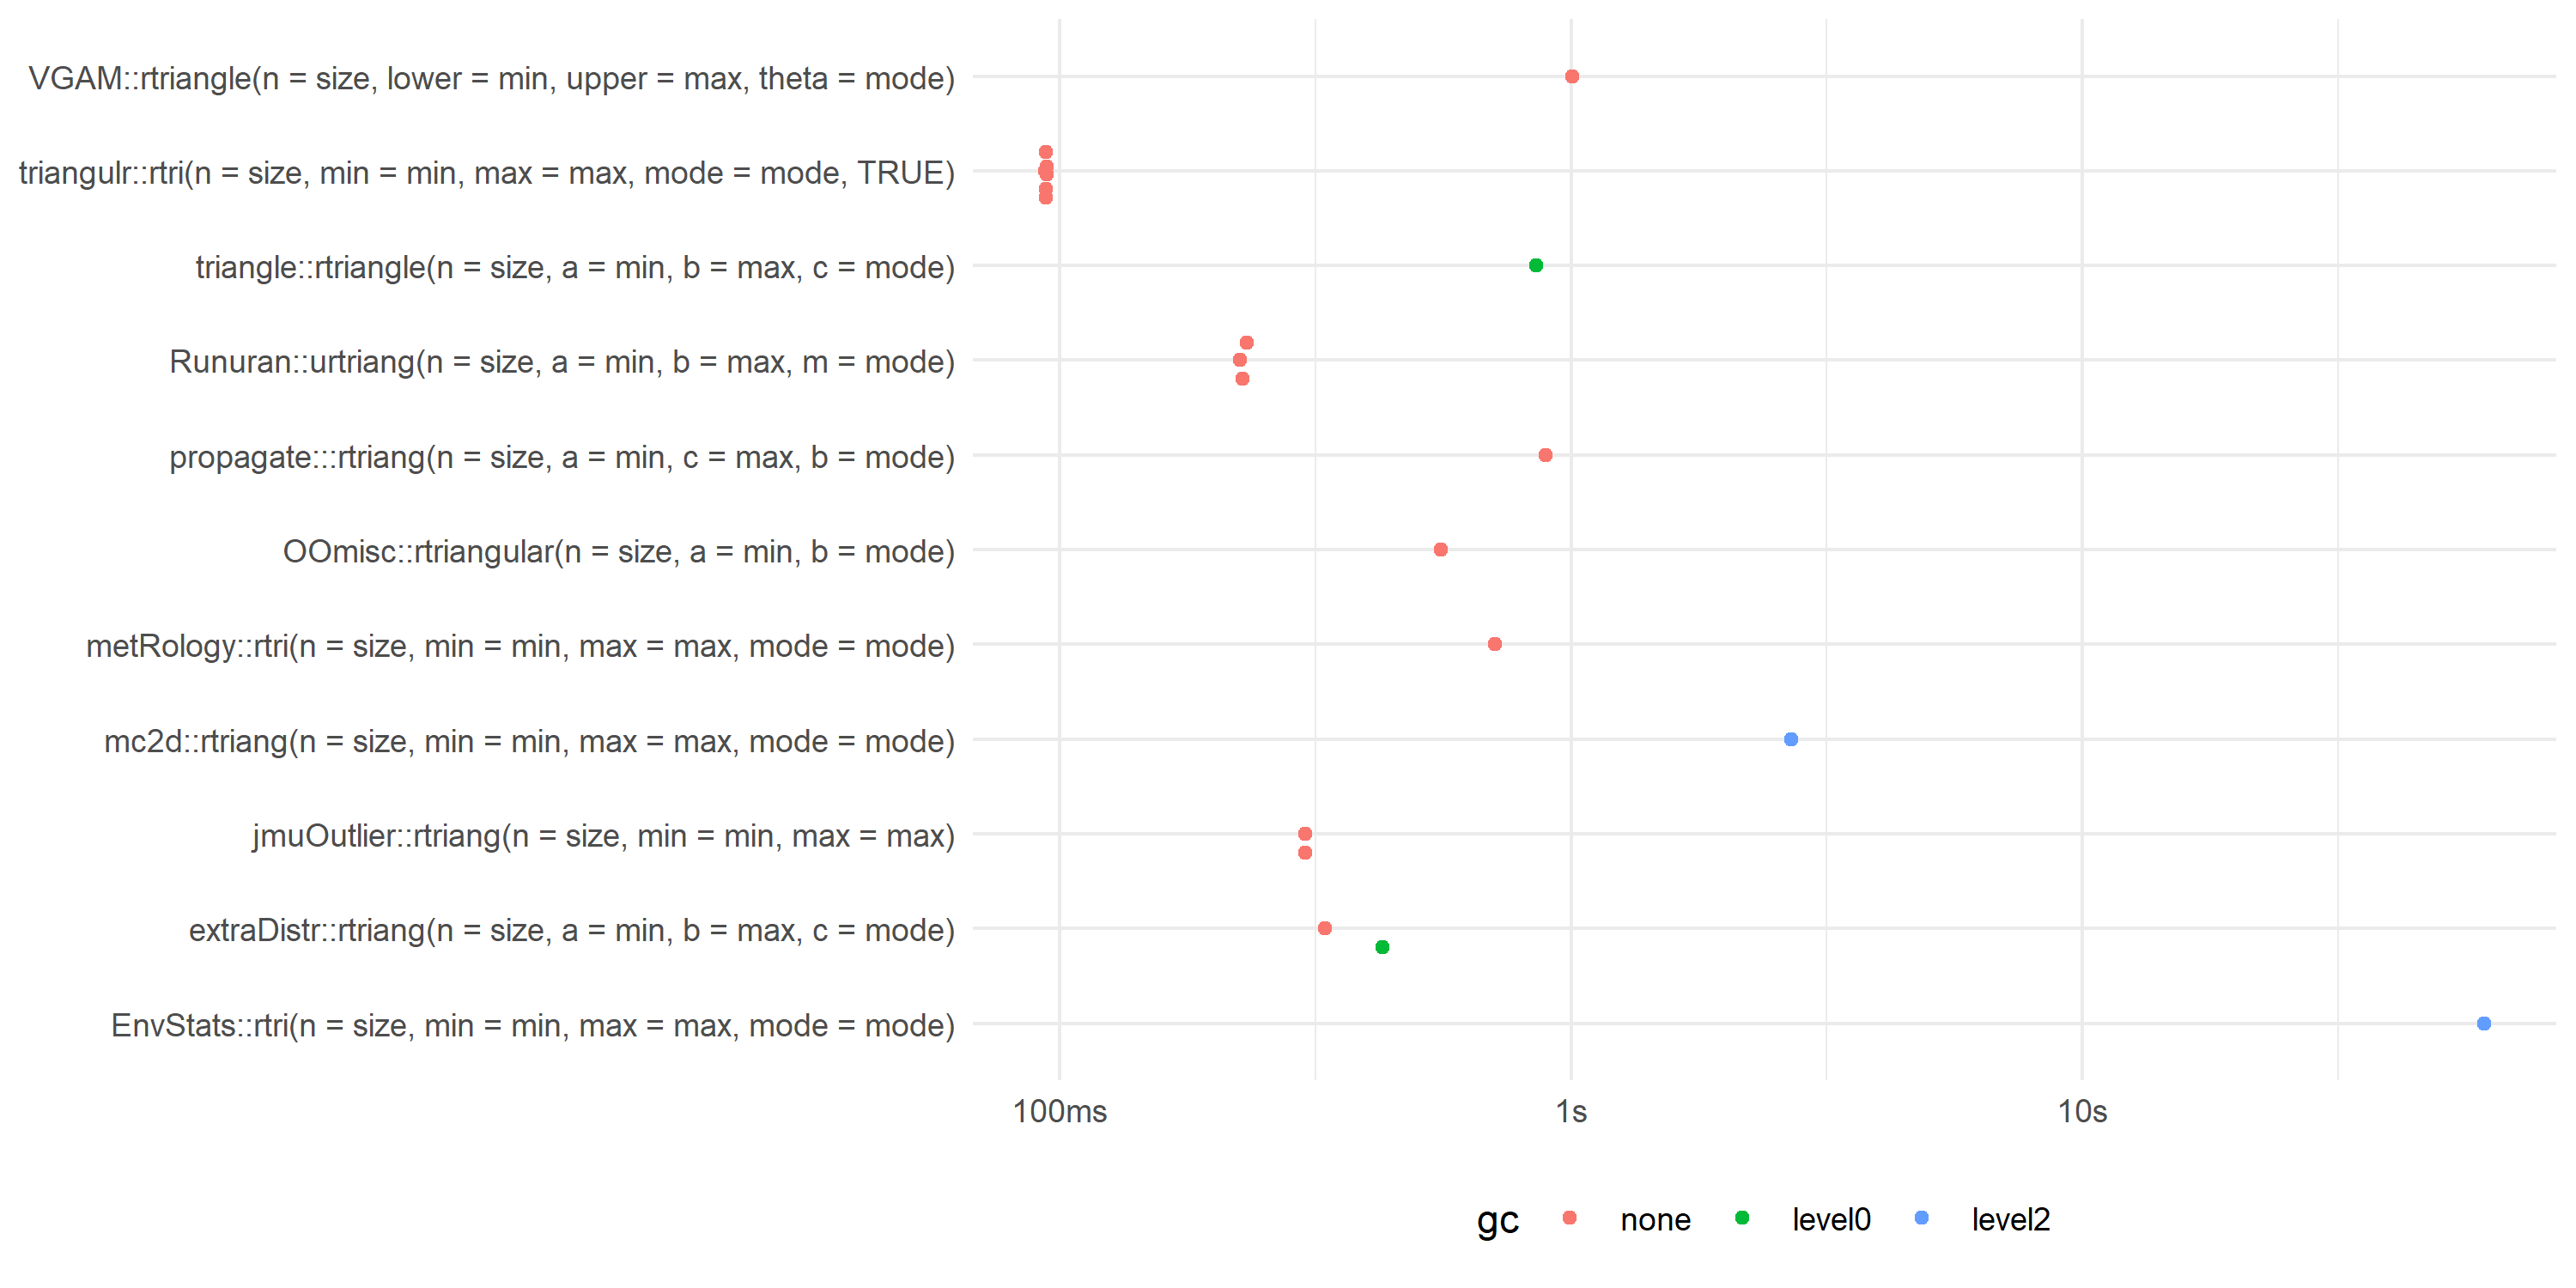 VGAM::rtriangle(n = size, lower = min, upper = max, theta = mode)
triangulr::rtri(n = size, min = min, max = max, mode = mode, TRUE)
triangle::rtriangle(n = size, a = min, b = max, c = mode)
Runuran::urtriang(n = size, a = min, b = max, m = mode)
propagate:::rtriang(n = size, a = min, c = max, b = mode)
OOmisc::rtriangular(n = size, a = min, b = mode)
metRology::rtri(n = size, min = min, max = max, mode = mode)
mc2d::rtriang(n = size, min = min, max = max, mode = mode)
jmuOutlier::rtriang(n = size, min = min, max = max)
extraDistr::rtriang(n = size, a = min, b = max, c = mode)
EnvStats::rtri(n = size, min = min, max = max, mode = mode)
100ms 1s 10s
gc none level0 level2